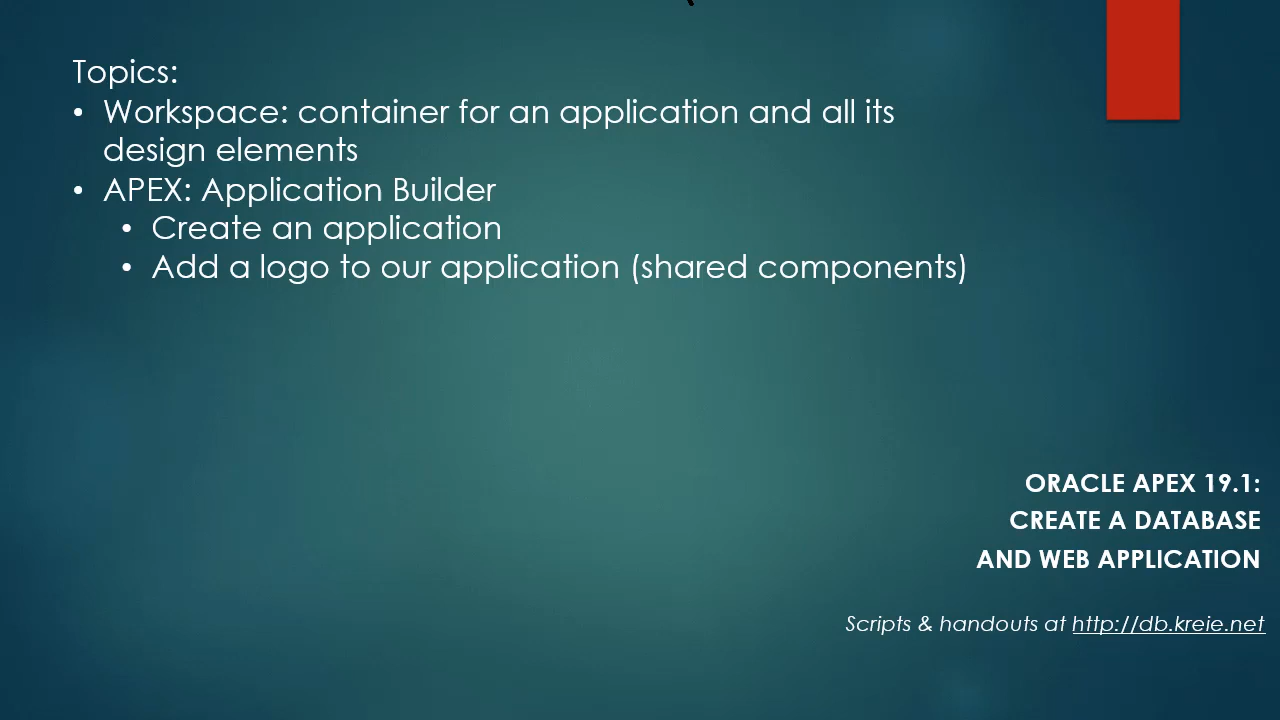 Topics:
• Workspace: container for an application and all its
design elements
• APEX: Application Builder
• Create an application
• Add a logo to our application (shared components)
ORACLE APEX 19.1:
CREATE A DATABASE
AND WEB APPLICATION
Scripts & handouts at http://db.kreie.net